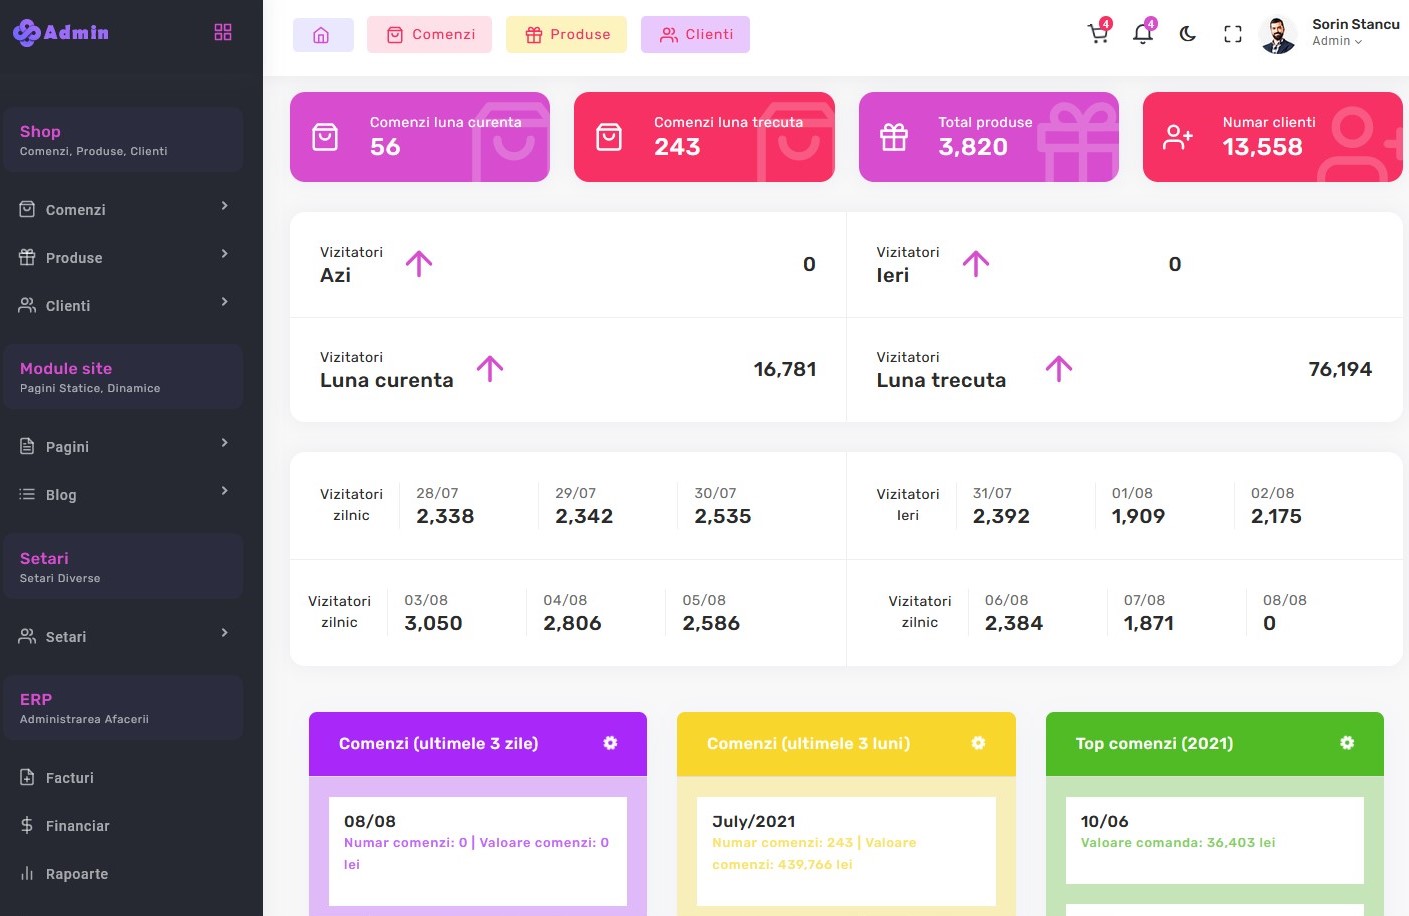 Admin
Comenzi
Produse
Clienti
4
4
Sorin Stancu
Admin
Shop
Comenzi, Produse, Clienti
Comenzi
Produse
Clienti
Module site
Pagini Statice, Dinamice
Pagini
Blog
Setari
Setari Diverse
Setari
ERP
Administrarea Afacerii
Facturi
Financiar
Rapoarte
Comenzi luna curenta
56
Comenzi luna trecuta
243
Total produse
3,820
Numar clienti
13,558
Vizitatori
Azi
0
Vizitatori
Ieri
0
Vizitatori
Luna curenta
16,781
Vizitatori
Luna trecuta
76,194
Vizitatori
zilnic
28/07
2,338
29/07
2,342
30/07
2,535
Vizitatori
Ieri
31/07
2,392
01/08
1,909
02/08
2,175
Vizitatori
zilnic
03/08
3,050
04/08
2,806
05/08
2,586
Vizitatori
zilnic
06/08
2,384
07/08
1,871
08/08
0
Comenzi (ultimele 3 zile)
08/08
Numar comenzi: 0 | Valoare comenzi: 0
lei
Comenzi (ultimele 3 luni)
July/2021
Numar comenzi: 243 | Valoare
comenzi: 439,766 lei
Top comenzi (2021)
10/06
Valoare comanda: 36,403 lei